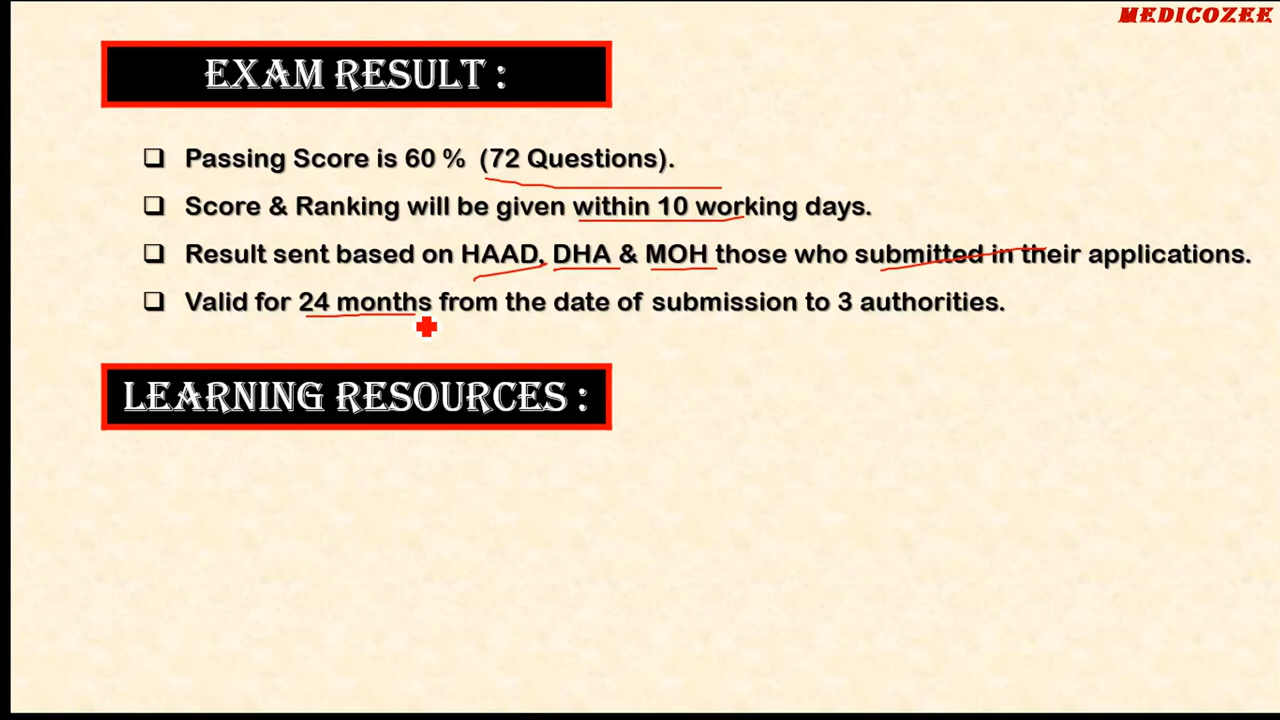 MEDICOZEE
EXAM RESULT :
Passing Score is 60 % (72 Questions).
Score & Ranking will be given within 10 working days.
Result sent based on HAAD, DHA & MOH those who submitted in their applications.
Valid for 24 months from the date of submission to 3 authorities.
LEARNING RESOURCES :